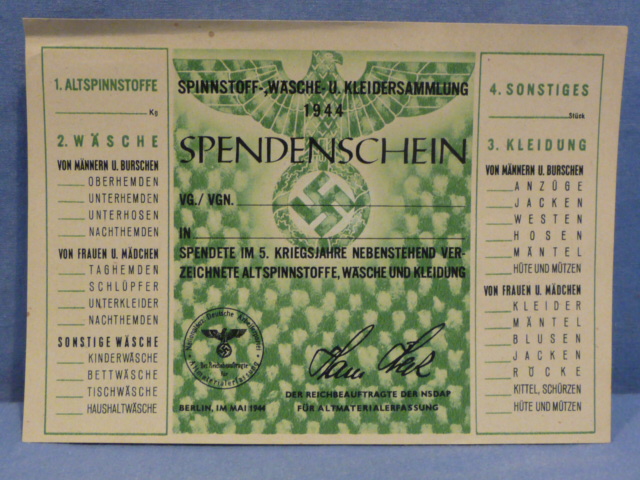 1. ALTSPINNSTOFFE
Kg
2. WÄSCHE
VON MÄNNERN U. BURSCHEN
OBERHEMDEN
UNTERHEMDEN
UNTERHOSEN
NACHTHEMDEN
VON FRAUEN U. MÄDCHEN
TAGHEMDEN
SCHLÜPFER
UNTERKLEIDER
NACHTHEMDEN
SONSTIGE WÄSCHE
KINDERWÄSCHE
BETTWÄSCHE
TISCHWÄSCHE
HAUSHALTWÄSCHE
SPINNSTOFF-, WÄSCHE- U. KLEIDERSAMMLUNG
1944
SPENDENSCHEIN
VG./ VGN.
IN
SPENDETE IM 5. KRIEGSJAHRE NEBENSTEHEND VER-
ZEICHNETE ALTSPINNSTOFFE, WÄSCHE UND KLEIDUNG
DER REICHBEAUFTRAGTE DER NSDAP
BERLIN, IM MAI 1944 FÜR ALTMATERIALERFASSUNG
4. SONSTIGES
Stück
3. KLEIDUNG
VON MÄNNERN U. BURSCHEN
ANZÜGE
JACKEN
WESTEN
HOSEN
MÄNTEL
HÜTE UND MÜTZEN
VON FRAUEN U. MÄDCHEN
KLEIDER
MÄNTEL
BLUSEN
JACKEN
RÖCKE
KITTEL, SCHÜRZEN
HÜTE UND MÜTZEN